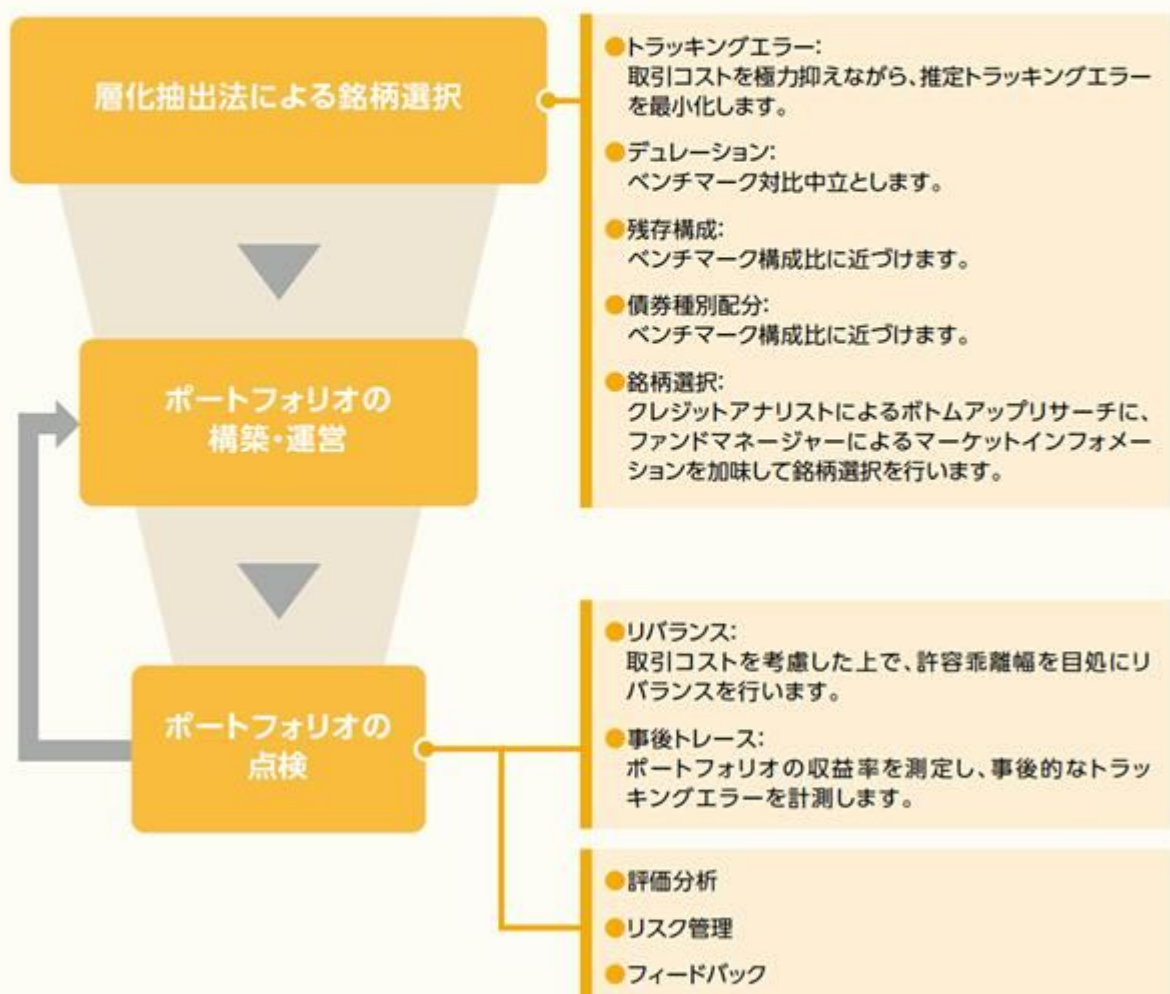 層化抽出法による銘柄選択
●トラッキングエラー:
取引コストを極力抑えながら、推定トラッキングエラー
を最小化します。
●デュレーション:
ベンチマーク対比中立とします。
●残存構成:
ベンチマーク構成比に近づけます。
●債券種別配分:
ベンチマーク構成比に近づけます。
●銘柄選択:
クレジットアナリストによるボトムアップリサーチに、
ファンドマネージャーによるマーケットインフォメー
ションを加味して銘柄選択を行います。
ポートフォリオの
構築・運営
ポートフォリオの
点検
●リバランス:
取引コストを考慮した上で、許容乖離幅を目処にリ
バランスを行います。
●事後トレース:
ポートフォリオの収益率を測定し、事後的なトラッ
キングエラーを計測します。
●評価分析
●リスク管理
●フィードバック